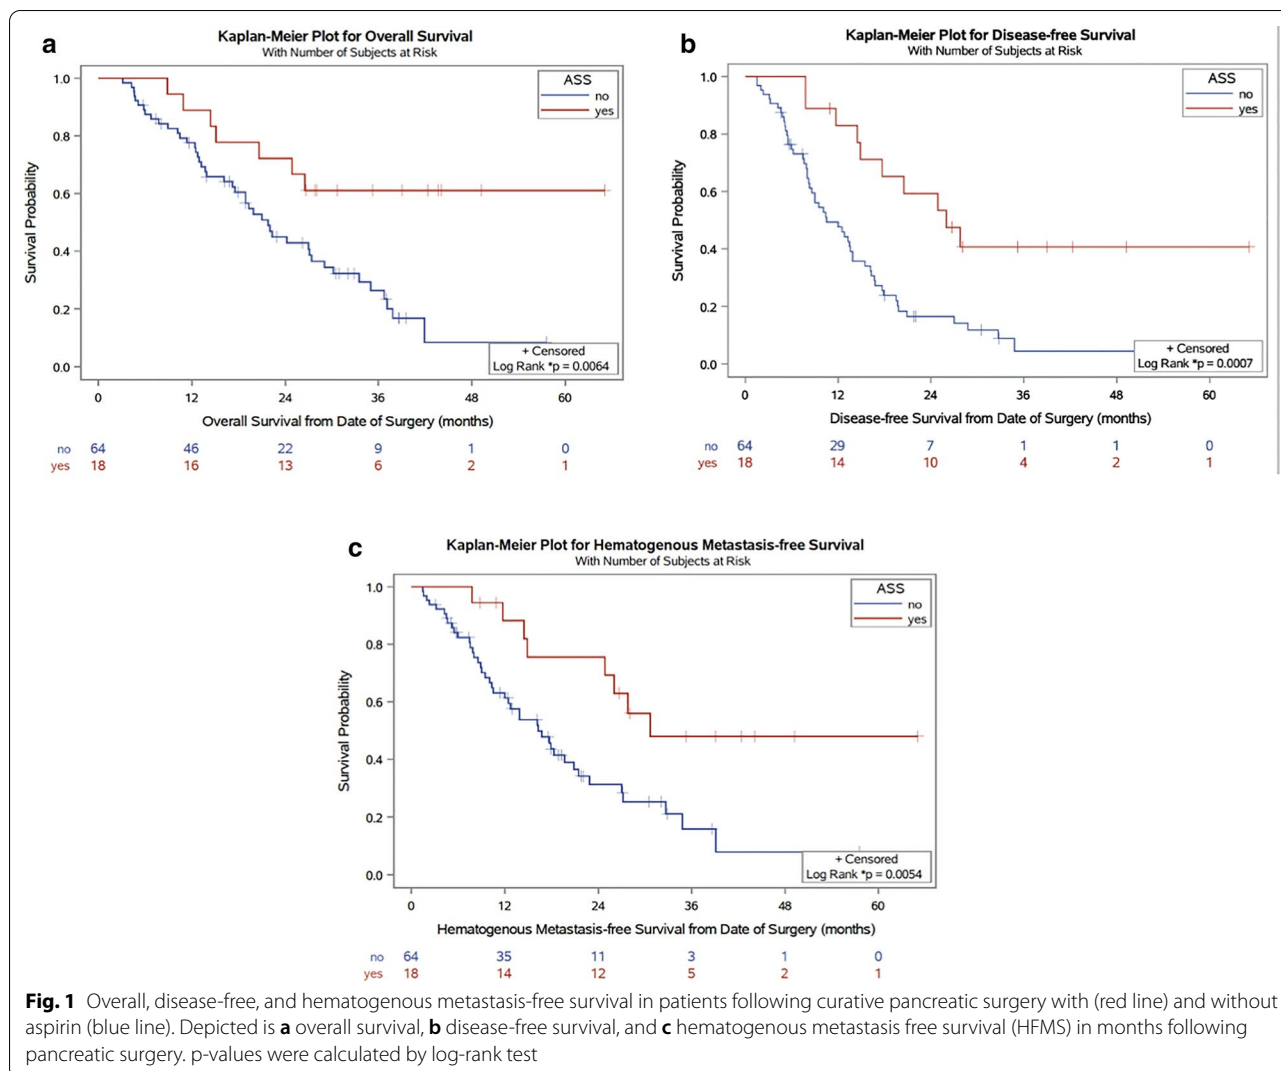 a
Kaplan-Meier Plot for Overall Survival
With Number of Subjects at Risk
ASS
no
yes
Survival Probability
1.0
0.8
0.6
0.4
0.2
0.0
+ Censored
Log Rank *p = 0.0064
0 12 24 36 48 60
Overall Survival from Date of Surgery (months)
no 64 46 22 9 1 0
yes 18 16 13 6 2 1
b
Kaplan-Meier Plot for Disease-free Survival
With Number of Subjects at Risk
ASS
no
yes
Survival Probability
1.0
0.8
0.6
0.4
0.2
0.0
+ Censored
Log Rank *p = 0.0007
0 12 24 36 48 60
Disease-free Survival from Date of Surgery (months)
no 64 29 7 1 1 0
yes 18 14 10 4 2 1
c
Kaplan-Meier Plot for Hematogenous Metastasis-free Survival
With Number of Subjects at Risk
ASS
no
yes
Survival Probability
1.0
0.8
0.6
0.4
0.2
0.0
+ Censored
Log Rank *p = 0.0054
0 12 24 36 48 60
Hematogenous Metastasis-free Survival from Date of Surgery (months)
no 64 35 11 3 1 0
yes 18 14 12 5 2 1
Fig. 1 Overall, disease-free, and hematogenous metastasis-free survival in patients following curative pancreatic surgery with (red line) and without
aspirin (blue line). Depicted is a overall survival, b disease-free survival, and c hematogenous metastasis free survival (HFMS) in months following
pancreatic surgery. p-values were calculated by log-rank test